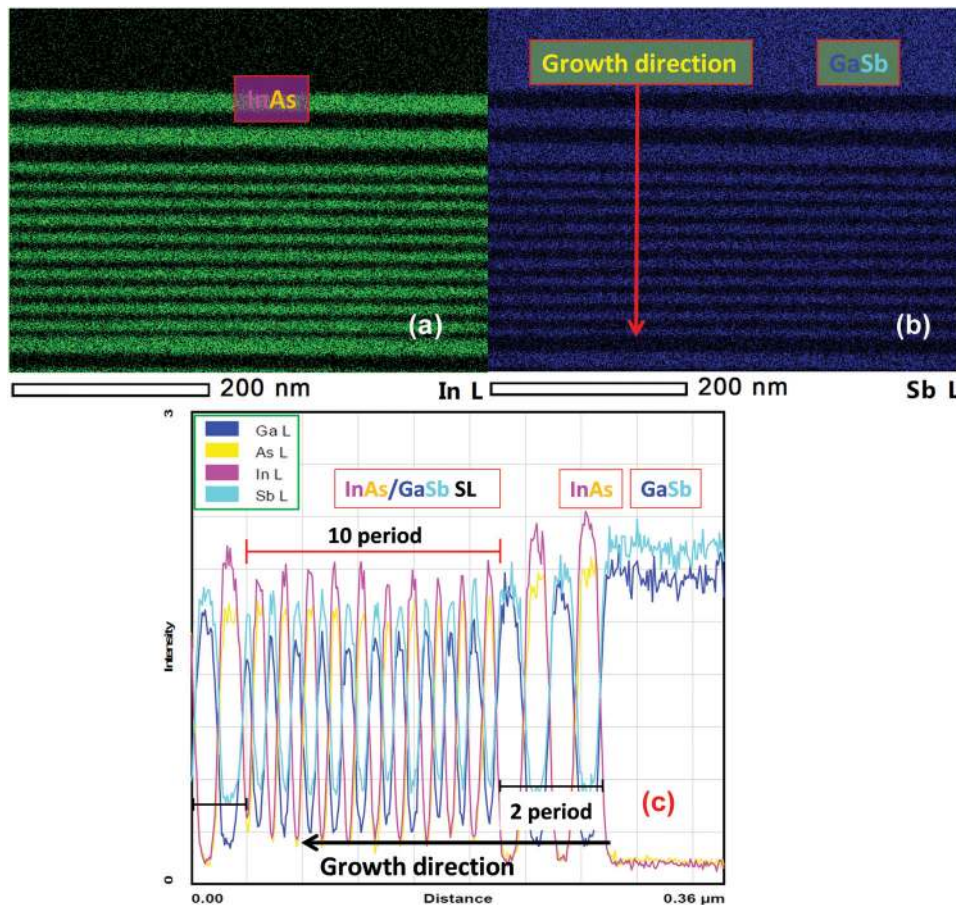 InAs
(a)
Growth direction
GaSb
(b)
200 nm
In L
200 nm
Sb L
3
Intensity
0
Ga L
As L
In L
Sb L
InAs/GaSb SL
InAs
GaSb
10 period
2 period
(c)
Growth direction
0.00
Distance
0.36 μm